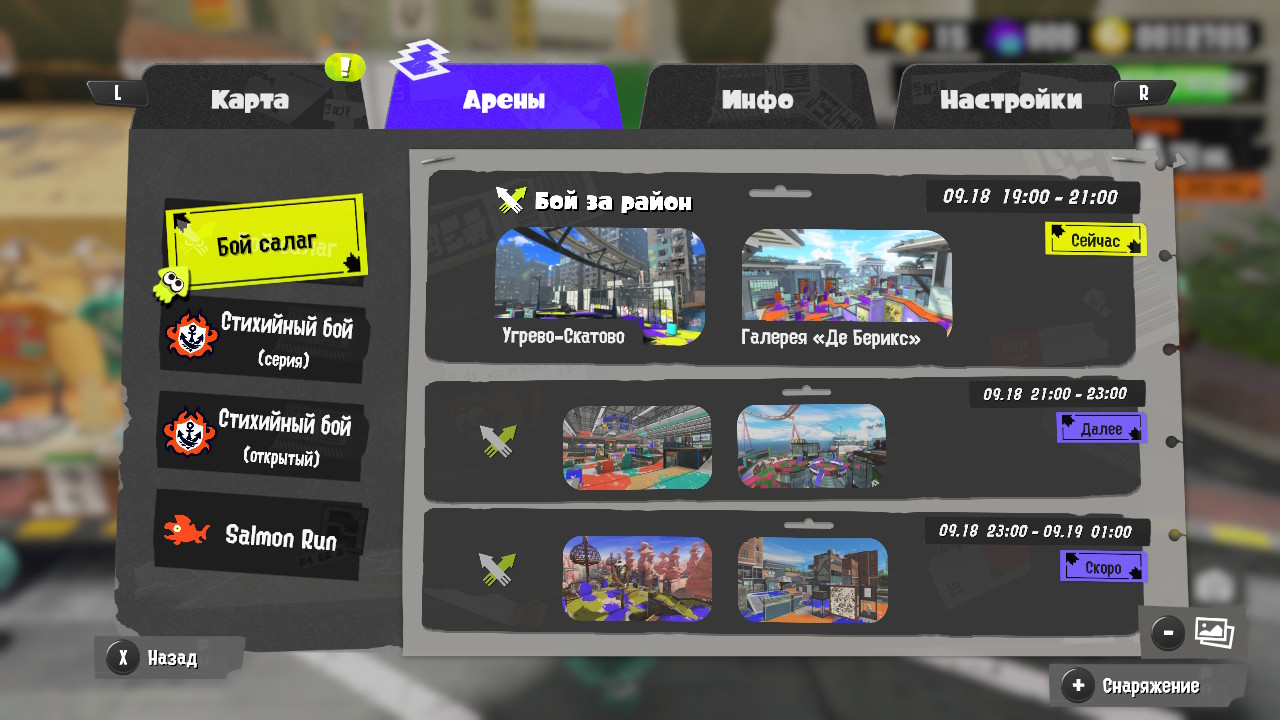 L
!
Карта
Арены
Инфо
Настройки
R
Бой салаг
Стихийный бой
(серия)
Стихийный бой
(открытый)
Salmon Run
Бой за район
09.18 19:00 - 21:00
Сейчас
Угрево-Скатово
Галерея «Де Берикс»
09.18 21:00 - 23:00
Далее
09.18 23:00 - 09.19 01:00
Скоро
X Назад
-
+ Снаряжение